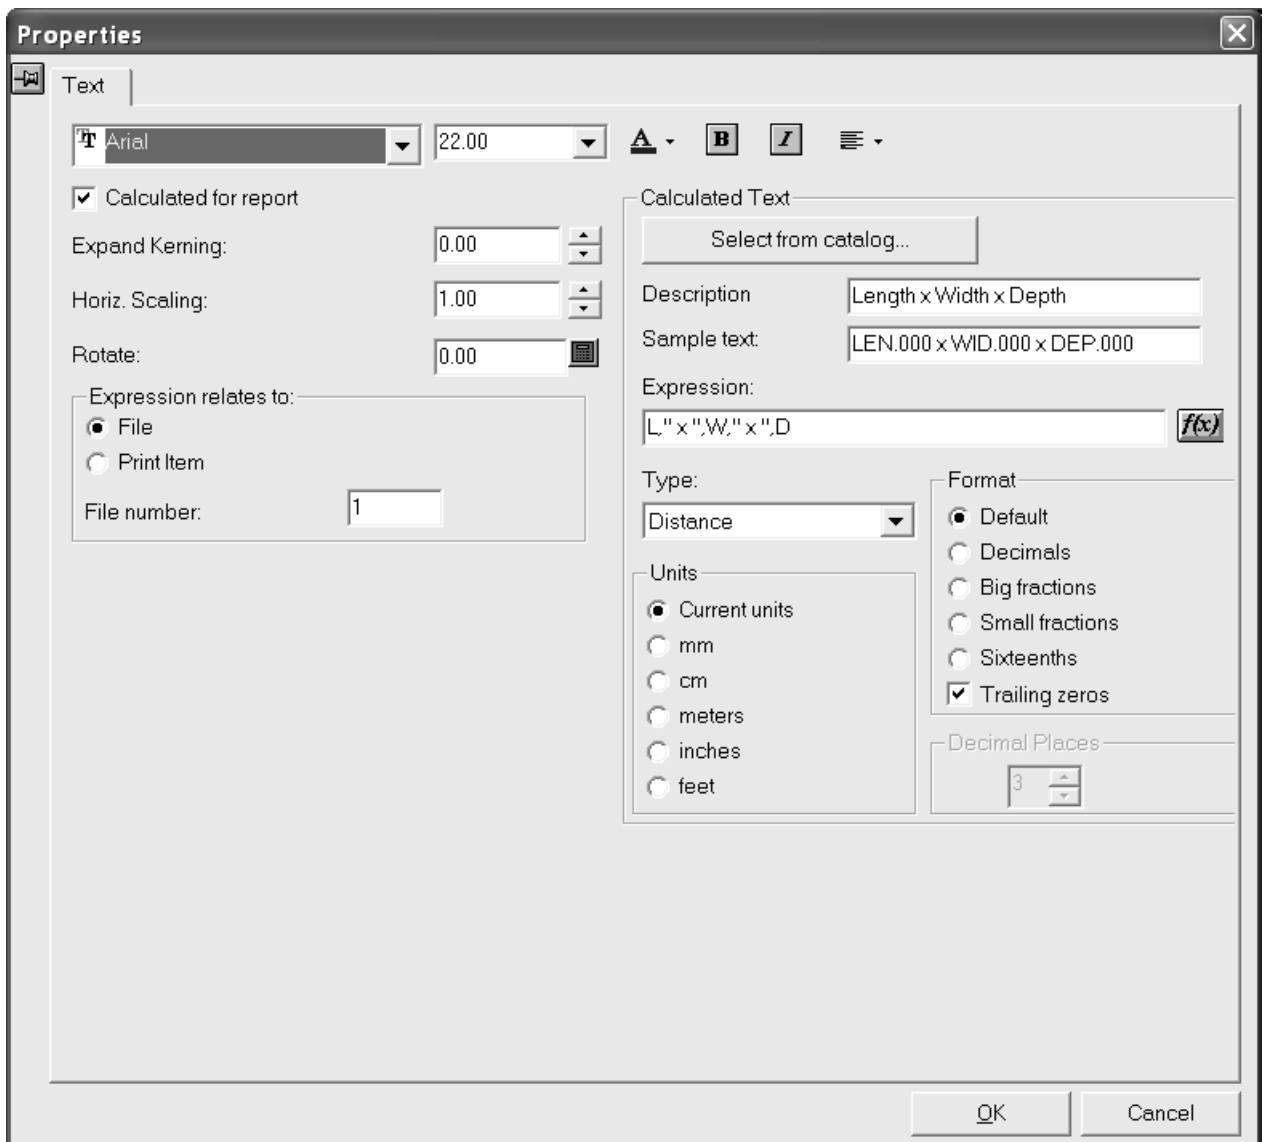 Properties
Text
Arial
22.00
A
B
I
Calculated for report
Expand Kerning:
0.00
Horiz. Scaling:
1.00
Rotate:
0.00
Expression relates to:
File
Print Item
File number:
1
Calculated Text
Select from catalog...
Description
Length x Width x Depth
Sample text:
LEN.000 x WID.000 x DEP.000
Expression:
L," x ",W," x ",D
f(x)
Type:
Distance
Units
Current units
mm
cm
meters
inches
feet
Format
Default
Decimals
Big fractions
Small fractions
Sixteenths
Trailing zeros
Decimal Places
3
OK
Cancel